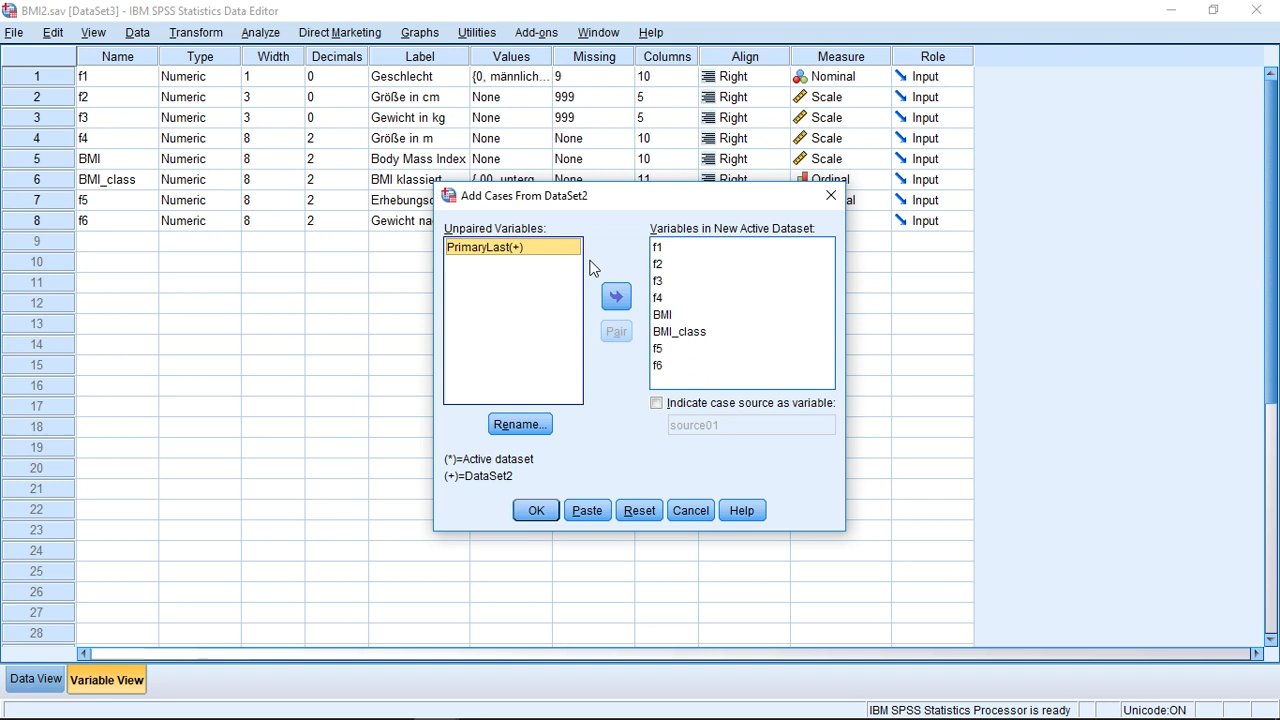 BMI2.sav [DataSet3] - IBM SPSS Statistics Data Editor
File Edit View Data Transform Analyze Direct Marketing Graphs Utilities Add-ons Window Help
Name Type Width Decimals Label Values Missing Columns Align Measure Role
1 f1 Numeric 1 0 Geschlecht {0, männlich... 9 10 Right Nominal Input
2 f2 Numeric 3 0 Größe in cm None 999 5 Right Scale Input
3 f3 Numeric 3 0 Gewicht in kg None 999 5 Right Scale Input
4 f4 Numeric 8 2 Größe in m None None 10 Right Scale Input
5 BMI Numeric 8 2 Body Mass Index None None 10 Right Scale Input
6 BMI_class Numeric 8 2 BMI klassiert {,00, unterg... None 11 Right Ordinal Input
7 f5 Numeric 8 2 Input
8 f6 Numeric 8 2 Gewicht Input
9
10
11
12
13
14
15
16
17
18
19
20
21
22
23
24
25
26
27
28
Add Cases From DataSet2
Unpaired Variables:
PrimaryLast(+)
Pair
Variables in New Active Dataset:
f1
f2
f3
f4
BMI
BMI_class
f5
f6
Indicate case source as variable:
source01
Rename...
(*)=Active dataset
(+)=DataSet2
OK Paste Reset Cancel Help
Data View Variable View
IBM SPSS Statistics Processor is ready Unicode:ON